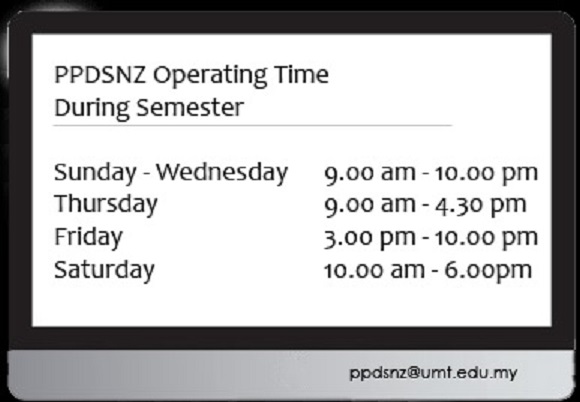 PPDSNZ Operating Time
During Semester
Sunday - Wednesday 9.00 am - 10.00 pm
Thursday 9.00 am - 4.30 pm
Friday 3.00 pm - 10.00 pm
Saturday 10.00 am - 6.00pm
ppdsnz@umt.edu.my